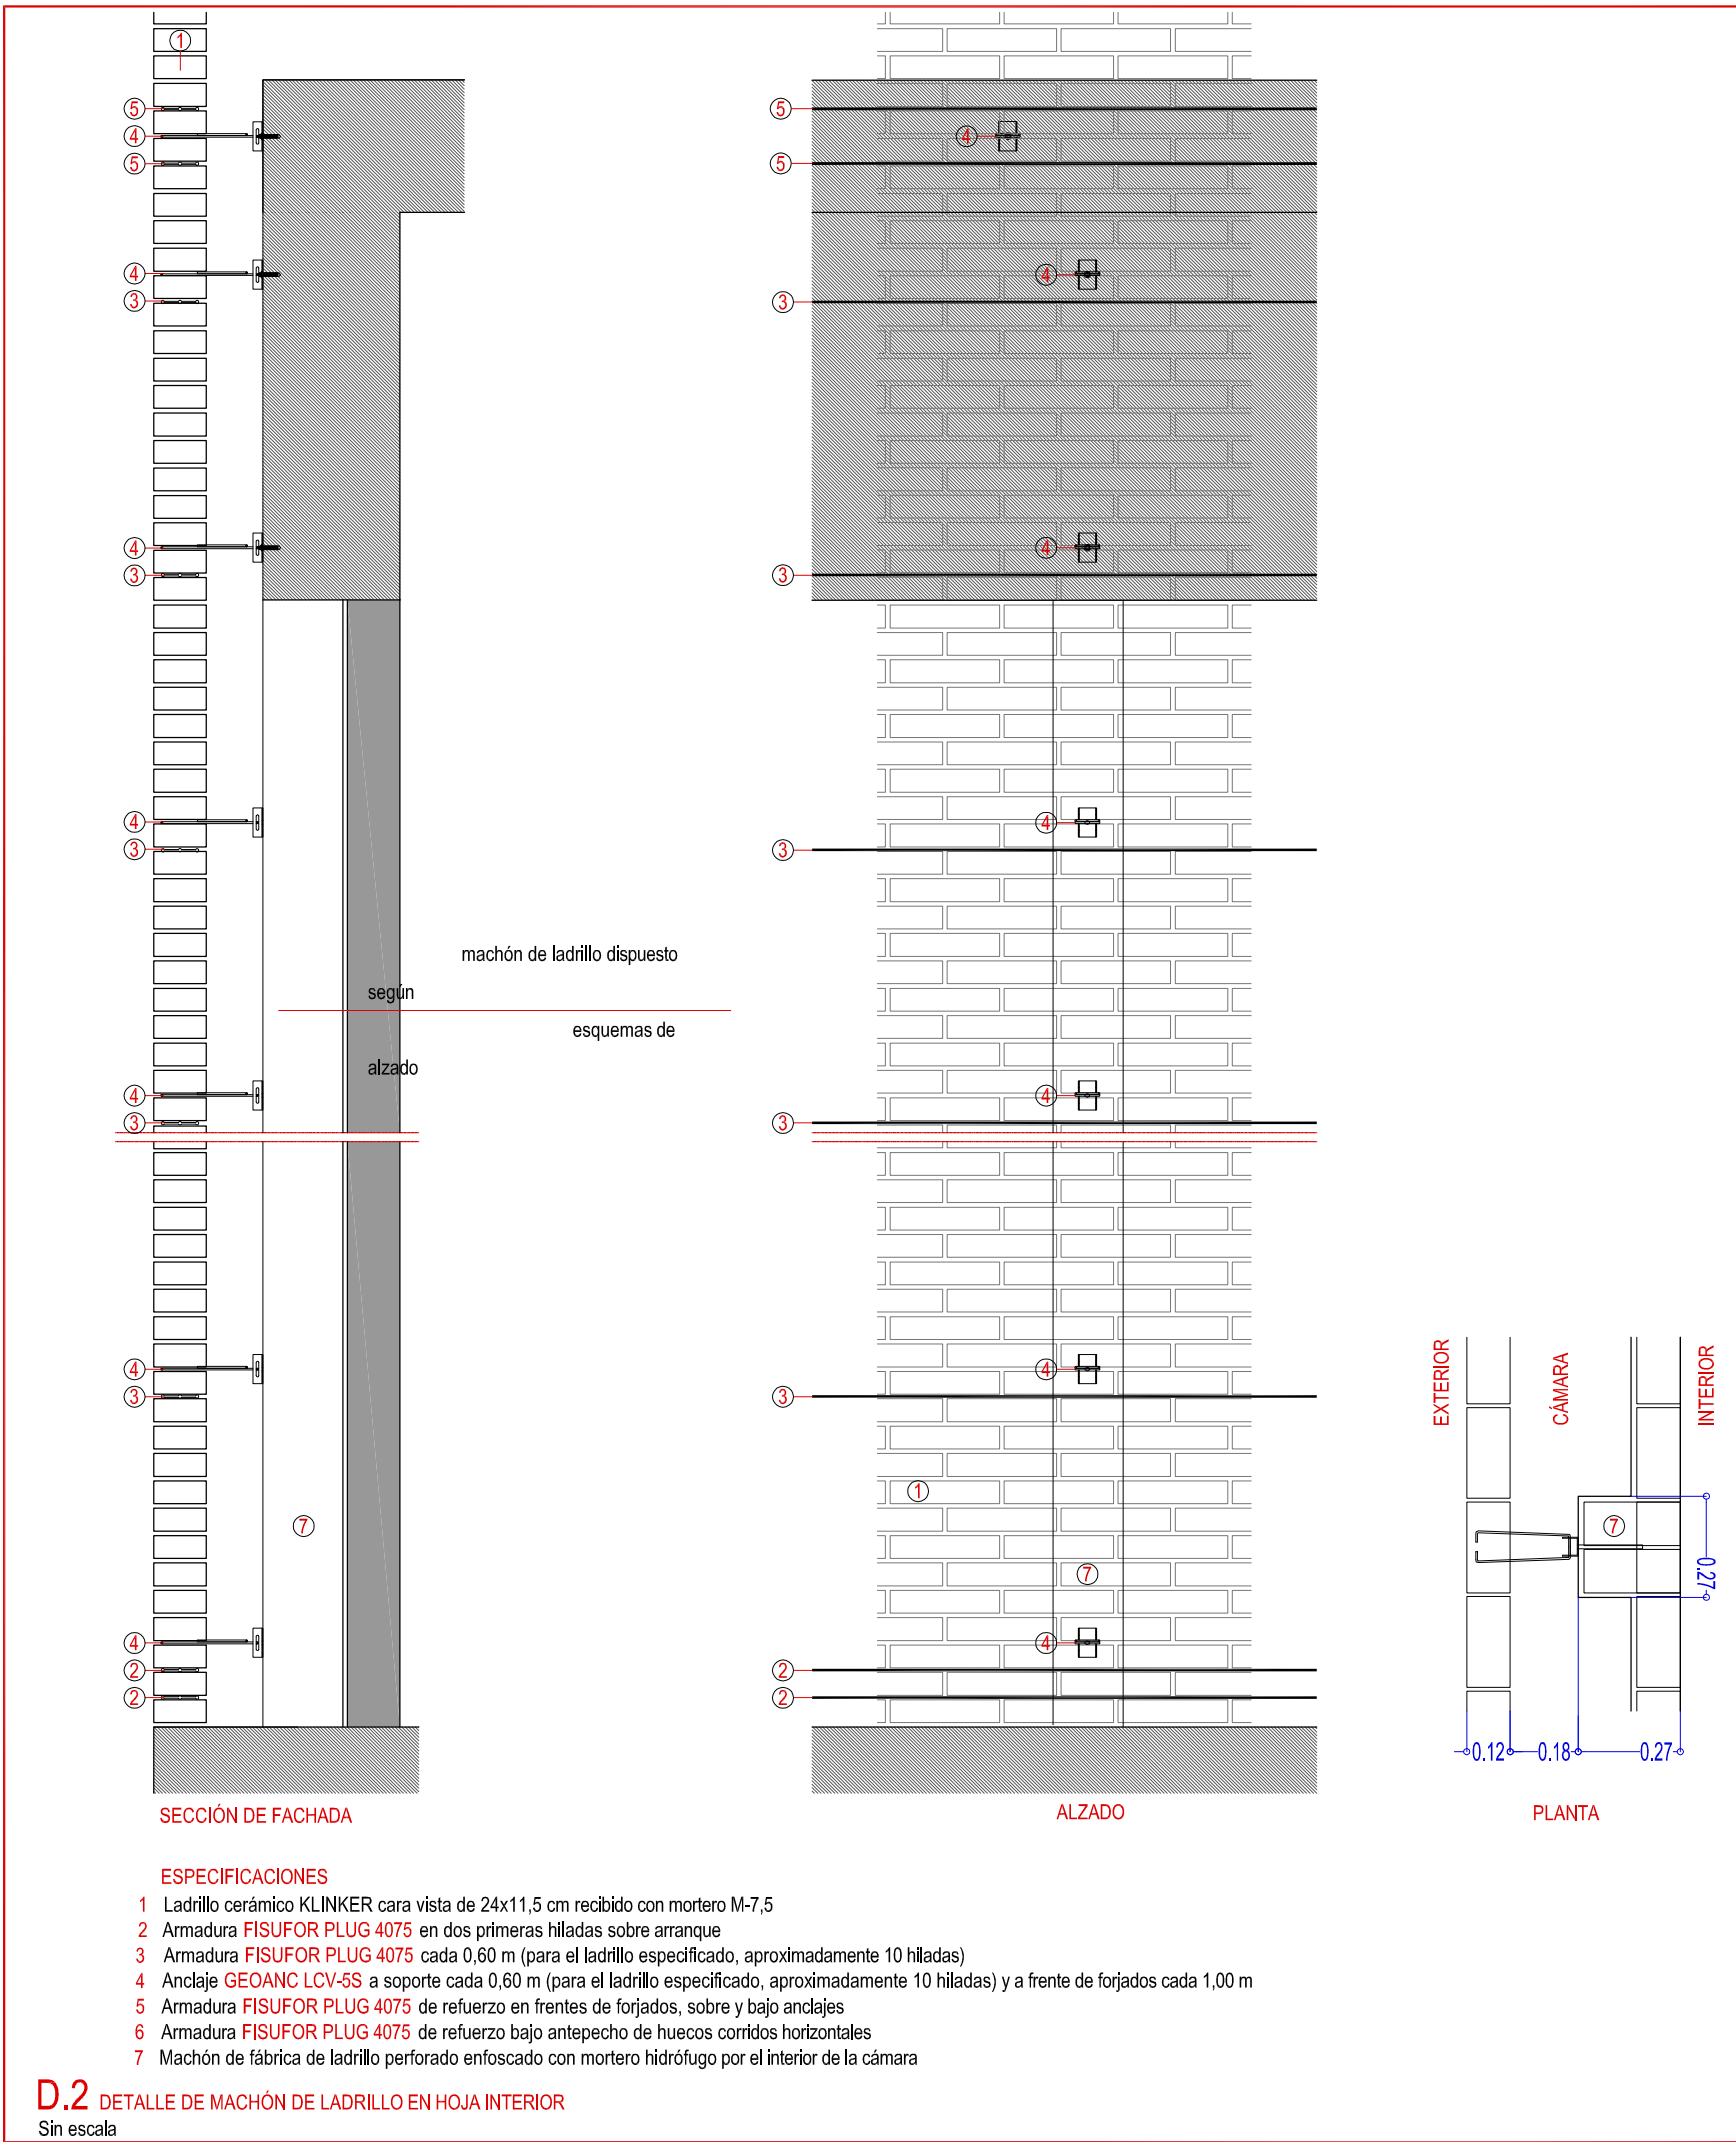 1
5
4
5
4
3
4
3
4
3
4
3
4
3
4
2
2
7
machón de ladrillo dispuesto
según
esquemas de
alzado
SECCIÓN DE FACHADA
5
4
5
4
3
4
3
4
3
4
3
4
3
1
7
4
2
2
ALZADO
EXTERIOR
CÁMARA
INTERIOR
7
0.27
0.12
0.18
0.27
PLANTA
ESPECIFICACIONES
1 Ladrillo cerámico KLINKER cara vista de 24x11,5 cm recibido con mortero M-7,5
2 Armadura FISUFOR PLUG 4075 en dos primeras hiladas sobre arranque
3 Armadura FISUFOR PLUG 4075 cada 0,60 m (para el ladrillo especificado, aproximadamente 10 hiladas)
4 Anclaje GEOANC LCV-5S a soporte cada 0,60 m (para el ladrillo especificado, aproximadamente 10 hiladas) y a frente de forjados cada 1,00 m
5 Armadura FISUFOR PLUG 4075 de refuerzo en frentes de forjados, sobre y bajo anclajes
6 Armadura FISUFOR PLUG 4075 de refuerzo bajo antepecho de huecos corridos horizontales
7 Machón de fábrica de ladrillo perforado enfoscado con mortero hidrófugo por el interior de la cámara
D.2 DETALLE DE MACHÓN DE LADRILLO EN HOJA INTERIOR
Sin escala